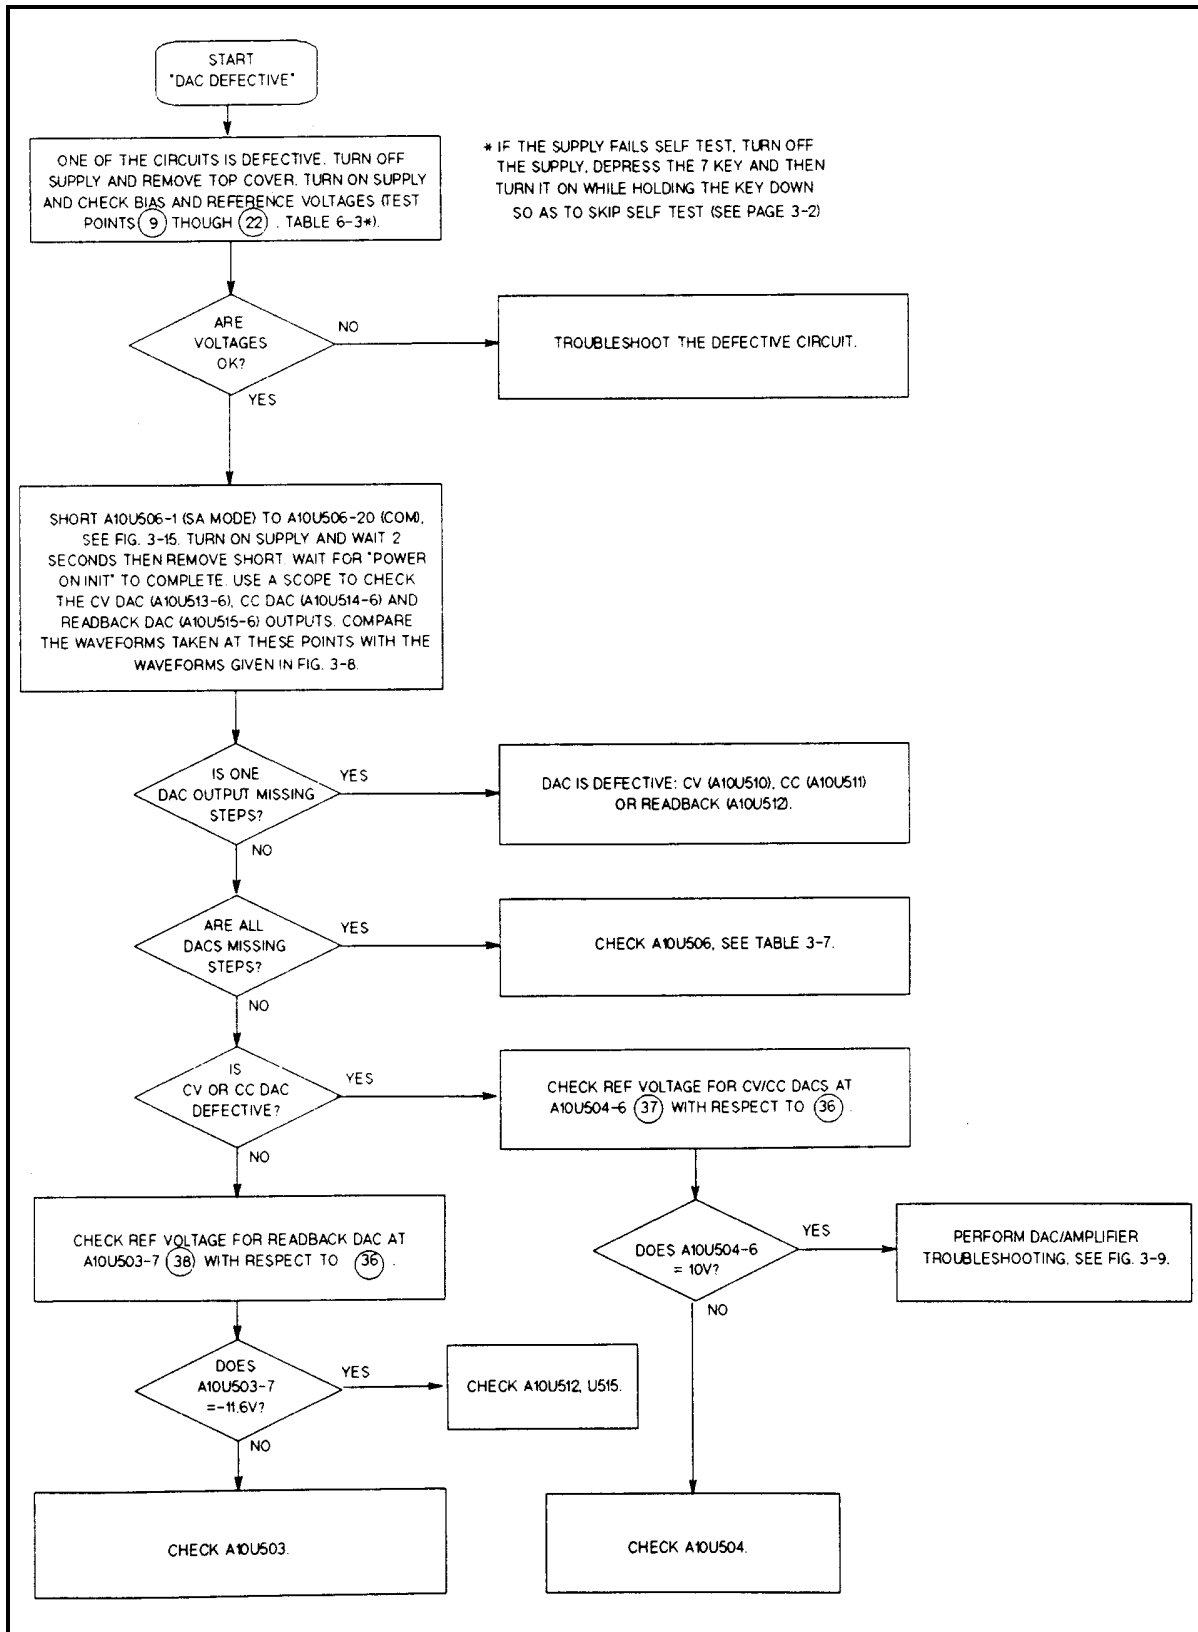 START
"DAC DEFECTIVE"
ONE OF THE CIRCUITS IS DEFECTIVE. TURN OFF
SUPPLY AND REMOVE TOP COVER. TURN ON SUPPLY
AND CHECK BIAS AND REFERENCE VOLTAGES (TEST
POINTS 9 THOUGH 22 . TABLE 6-3*).
* IF THE SUPPLY FAILS SELF TEST, TURN OFF
THE SUPPLY, DEPRESS THE 7 KEY AND THEN
TURN IT ON WHILE HOLDING THE KEY DOWN
SO AS TO SKIP SELF TEST (SEE PAGE 3-2)
ARE
VOLTAGES
OK?
NO
TROUBLESHOOT THE DEFECTIVE CIRCUIT.
YES
SHORT A10U506-1 (SA MODE) TO A10U506-20 (COM),
SEE FIG. 3-15. TURN ON SUPPLY AND WAIT 2
SECONDS THEN REMOVE SHORT. WAIT FOR "POWER
ON INIT" TO COMPLETE. USE A SCOPE TO CHECK
THE CV DAC (A10U513-6), CC DAC (A10U514-6) AND
READBACK DAC (A10U515-6) OUTPUTS. COMPARE
THE WAVEFORMS TAKEN AT THESE POINTS WITH THE
WAVEFORMS GIVEN IN FIG. 3-8.
IS ONE
DAC OUTPUT MISSING
STEPS?
YES
DAC IS DEFECTIVE: CV (A10U510), CC (A10U511)
OR READBACK (A10U512).
NO
ARE ALL
DACS MISSING
STEPS?
YES
CHECK A10U506, SEE TABLE 3-7.
NO
IS
CV OR CC DAC
DEFECTIVE?
YES
CHECK REF VOLTAGE FOR CV/CC DACS AT
A10U504-6 37 WITH RESPECT TO 36 .
NO
CHECK REF VOLTAGE FOR READBACK DAC AT
A10U503-7 38 WITH RESPECT TO 36 .
DOES A10U504-6
= 10V?
YES
PERFORM DAC/AMPLIFIER
TROUBLESHOOTING, SEE FIG. 3-9.
NO
DOES
A10U503-7
=-11.6V?
YES
CHECK A10U512, U515.
NO
CHECK A10U503.
CHECK A10U504.